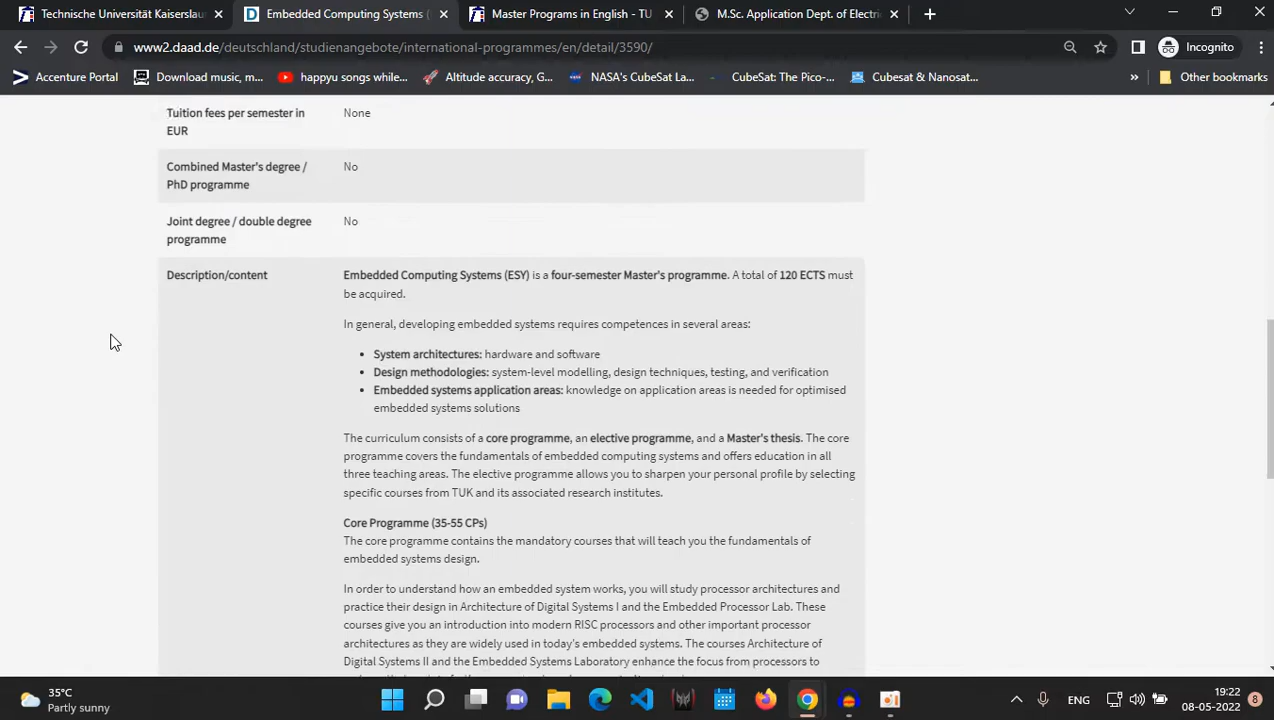 Technische Universität Kaiserslau
Embedded Computing Systems (
Master Programs in English - TU
M.Sc. Application Dept. of Electri
www2.daad.de/deutschland/studienangebote/international-programmes/en/detail/3590/
Incognito
Accenture Portal
Download music, m...
happyu songs while...
Altitude accuracy, G...
NASA's CubeSat La...
CubeSat: The Pico-...
Cubesat & Nanosat...
»
Other bookmarks
Tuition fees per semester in
EUR
None
Combined Master's degree /
PhD programme
No
Joint degree / double degree
programme
No
Description/content
Embedded Computing Systems (ESY) is a four-semester Master's programme. A total of 120 ECTS must
be acquired.
In general, developing embedded systems requires competences in several areas:
• System architectures: hardware and software
• Design methodologies: system-level modelling, design techniques, testing, and verification
• Embedded systems application areas: knowledge on application areas is needed for optimised
embedded systems solutions
The curriculum consists of a core programme, an elective programme, and a Master's thesis. The core
programme covers the fundamentals of embedded computing systems and offers education in all
three teaching areas. The elective programme allows you to sharpen your personal profile by selecting
specific courses from TUK and its associated research institutes.
Core Programme (35-55 CPs)
The core programme contains the mandatory courses that will teach you the fundamentals of
embedded systems design.
In order to understand how an embedded system works, you will study processor architectures and
practice their design in Architecture of Digital Systems I and the Embedded Processor Lab. These
courses give you an introduction into modern RISC processors and other important processor
architectures as they are widely used in today's embedded systems. The courses Architecture of
Digital Systems II and the Embedded Systems Laboratory enhance the focus from processors to
35°C
Partly sunny
ENG
19:22
08-05-2022
8